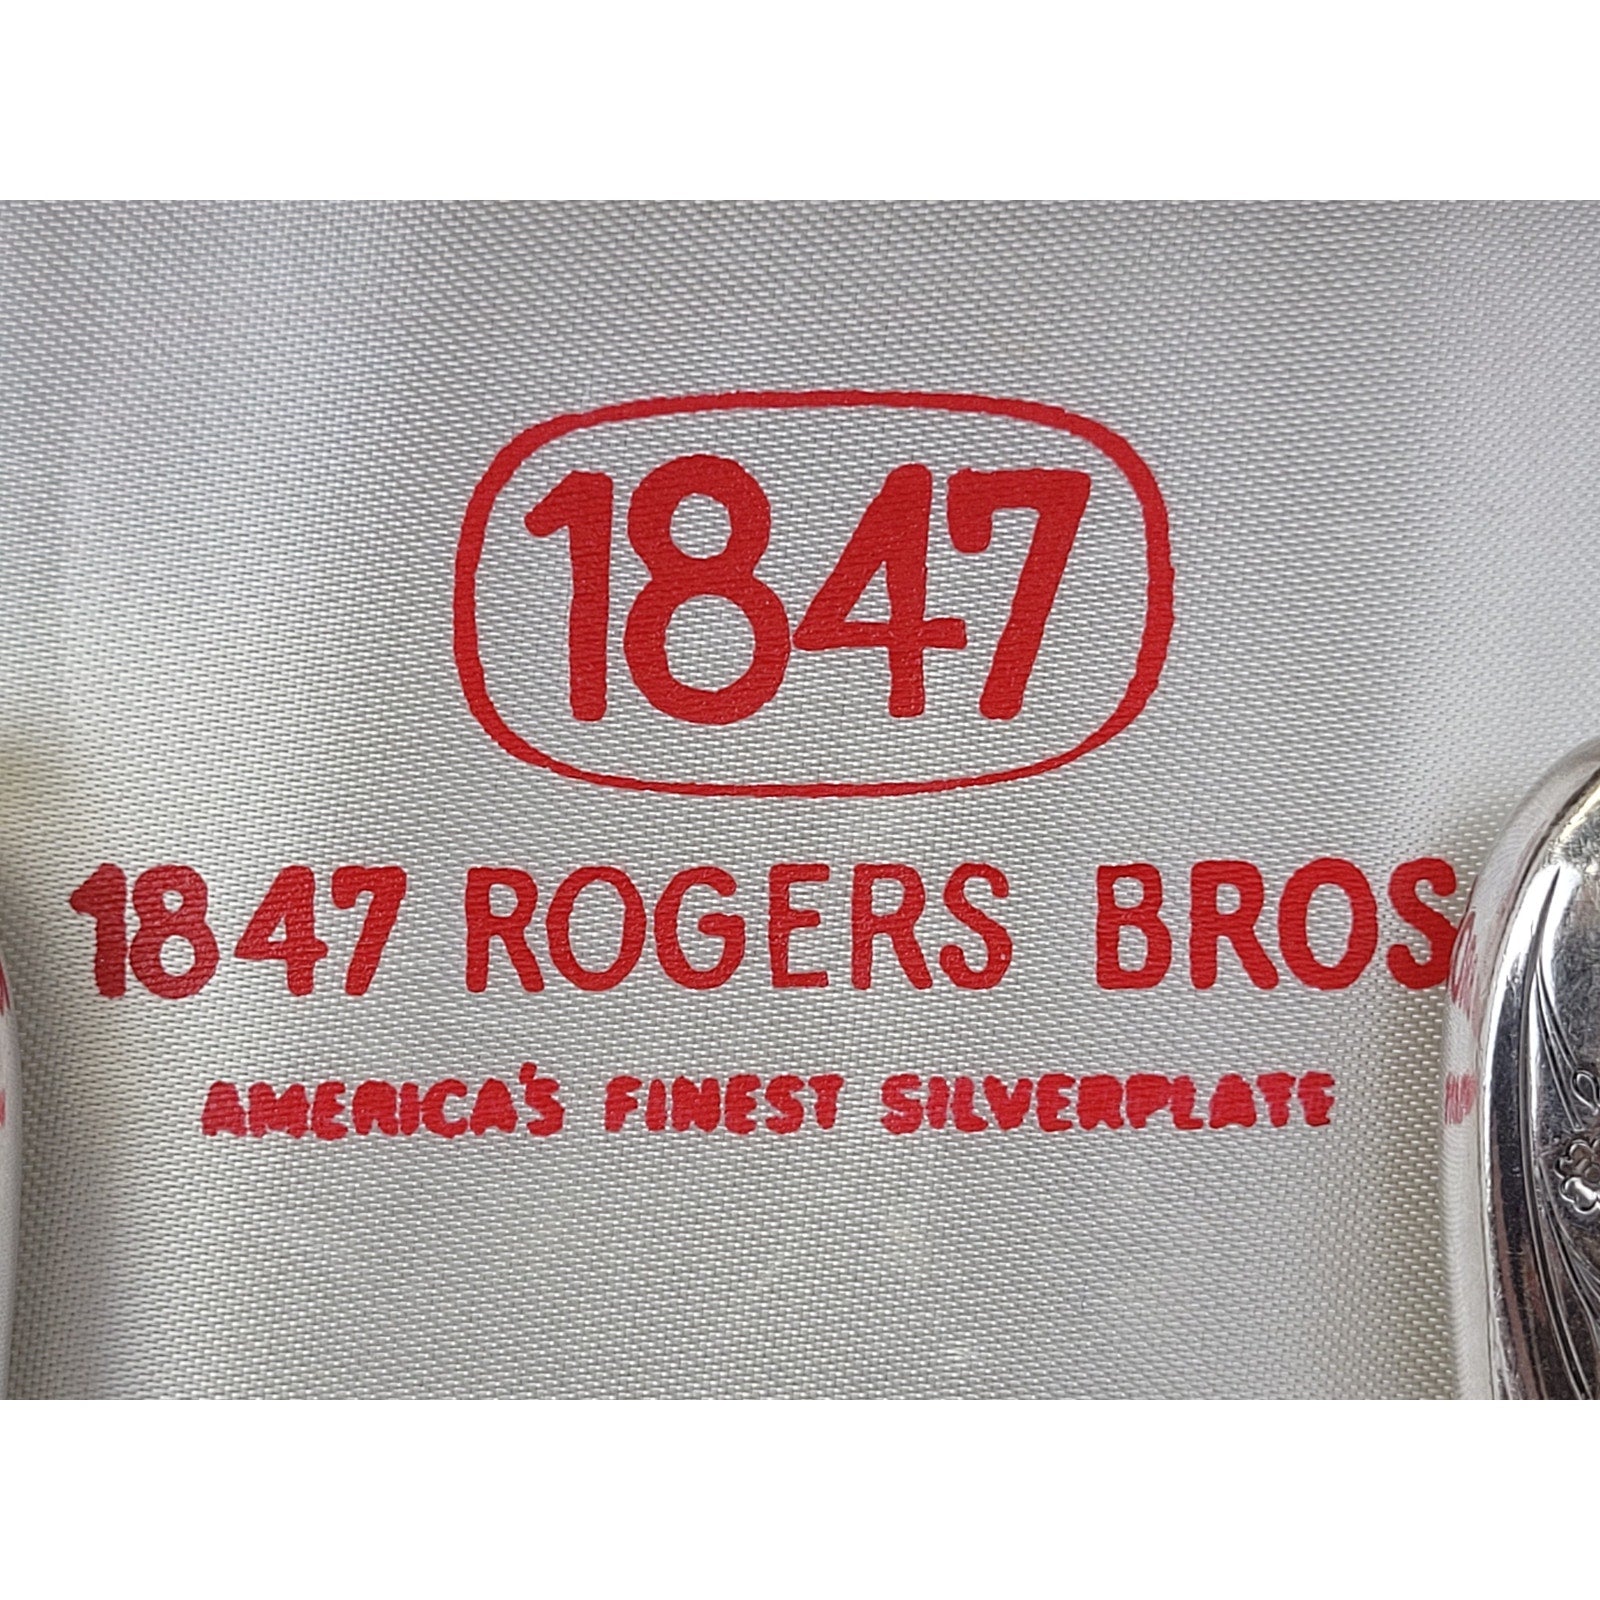 1847
1847 ROGERS BROS
AMERICA'S FINEST SILVERPLATE